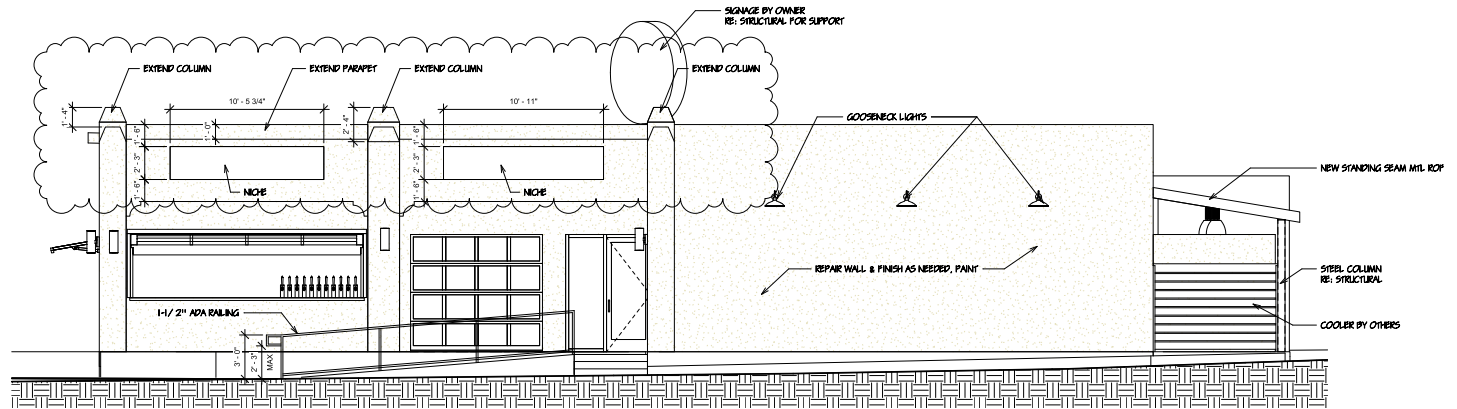 SIGNAGE BY OWNER
RE: STRUCTURAL FOR SUPPORT
EXTEND COLUMN
EXTEND PARAPET
EXTEND COLUMN
EXTEND COLUMN
10' - 5 3/4"
10' - 11"
1' - 4"
1' - 6"
1' - 0"
2' - 4"
1' - 6"
GOOSENECK LIGHTS
2' - 3"
2' - 3"
NEW STANDING SEAM MTL ROF
NICHE
NICHE
1' - 6"
1' - 6"
REPAIR WALL & FINISH AS NEEDED, PAINT
STEEL COLUMN
RE: STRUCTURAL
1-1/ 2" ADA RAILING
COOLER BY OTHERS
3' - 0"
2' - 3"
MAX